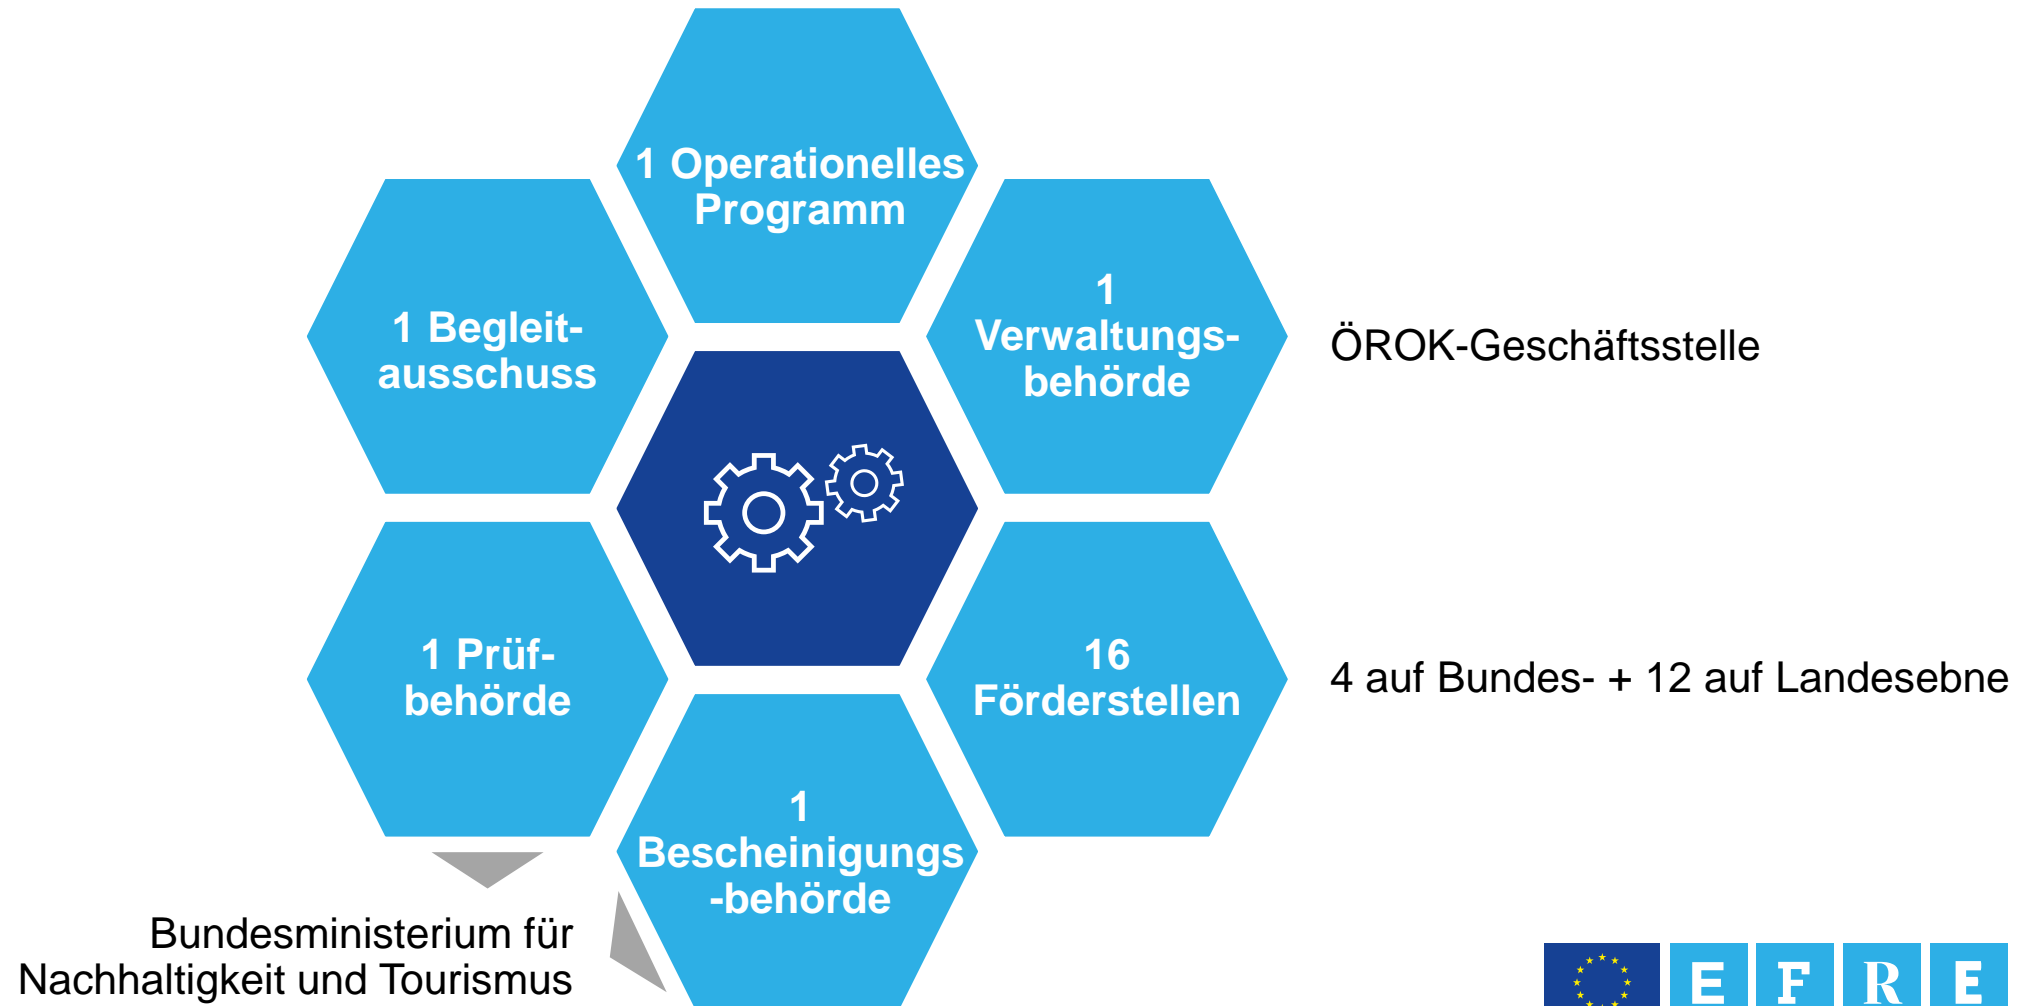 1 Operationelles
Programm
1 Begleit-
ausschuss
1
Verwaltungs-
behörde
ÖROK-Geschäftsstelle
1 Prüf-
behörde
16
Förderstellen
4 auf Bundes- + 12 auf Landesebne
1
Bescheinigungs
-behörde
Bundesministerium für
Nachhaltigkeit und Tourismus
E F R E